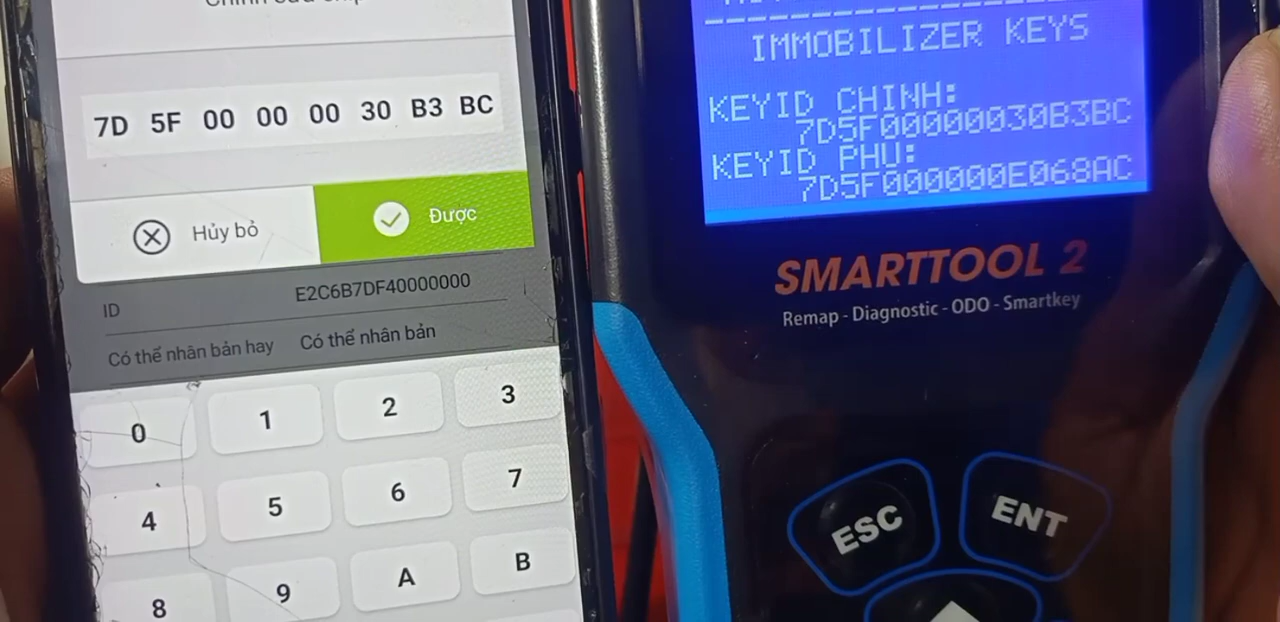 7D 5F 00 00 00 30 B3 BC
Hủy bỏ
Được
ID
E2C6B7DF40000000
Có thể nhân bản hay
Có thể nhân bản
0
1
2
3
4
5
6
7
8
9
A
B
IMMOBILIZER KEYS
KEYID CHINH:
7D5F00000030B3BC
KEYID PHU:
7D5F000000E068AC
SMARTTOOL 2
Remap - Diagnostic - ODO - Smartkey
ESC
ENT